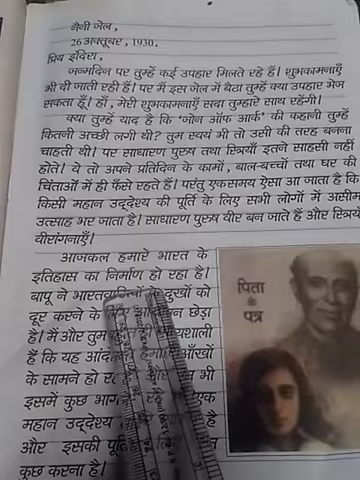 नैनी जेल,
26 अक्तूबर, 1930.
प्रिय इंदिरा,
जन्मदिन पर तुम्हें कई उपहार मिलते रहे हैं। शुभकामनाएँ
भी दी जाती रही हैं। पर मैं इस जेल में बैठा तुम्हें क्या उपहार भेज
सकता हूँ। हाँ, मेरी शुभकामनाएँ सदा तुम्हारे साथ रहेंगी।
क्या तुम्हें याद है कि 'जोन ऑफ आर्क' की कहानी तुम्हें
कितनी अच्छी लगी थी? तुम स्वयं भी तो उसी की तरह बनना
चाहती थी। पर साधारण पुरुष तथा स्त्रियाँ इतने साहसी नहीं
होते। वे तो अपने प्रतिदिन के कामों, बाल-बच्चों तथा घर की
चिंताओं में ही फँसे रहते हैं। परंतु एक समय ऐसा आ जाता है कि
किसी महान उद्देश्य की पूर्ति के लिए सभी लोगों में असीम
उत्साह भर जाता है। साधारण पुरुष वीर बन जाते हैं और स्त्रियाँ
वीरांगनाएँ।
आजकल हमारे भारत के
इतिहास का निर्माण हो रहा है।
बापू ने भारतवासियों के दुखों को
दूर करने के लिए छेड़ा
है। मैं और तुम
हैं कि यह आँखों
के सामने हो भी
इसमें कुछ एक
महान उद्देश्य है
और इसकी
कुछ करना है।
पिता
के
पत्र